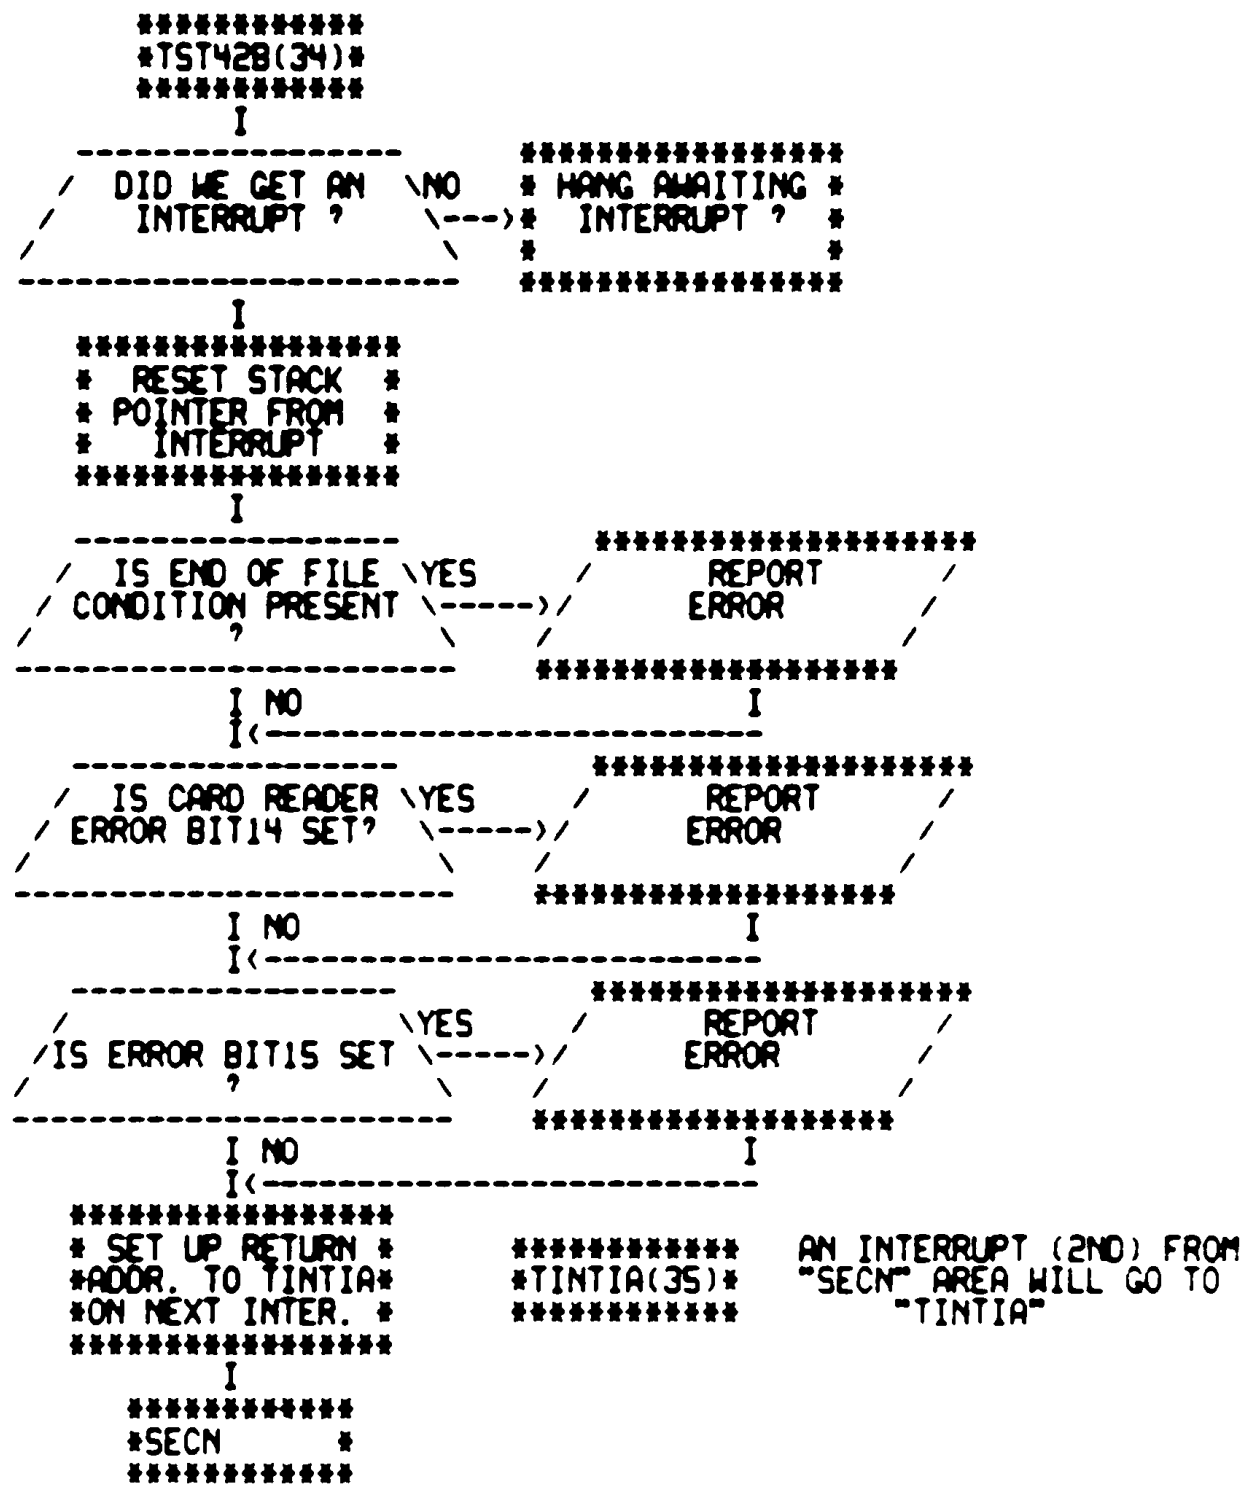 ************
*TST42B(34)*
************
I
-----------------
/ DID WE GET AN \NO
/ INTERRUPT ? \--->
/ \
-----------------------
*****************
* HANG AWAITING *
* INTERRUPT ? *
* *
*****************
I
*****************
* RESET STACK *
* POINTER FROM *
* INTERRUPT *
*****************
I
-----------------
/ IS END OF FILE \YES
/ CONDITION PRESENT \----->
/ ? \
-----------------------
*******************
/ REPORT /
/ ERROR /
/ /
*******************
I NO I
I<--------------------------
-----------------
/ IS CARD READER \YES
/ ERROR BIT14 SET? \----->
/ \
-----------------------
*******************
/ REPORT /
/ ERROR /
/ /
*******************
I NO I
I<--------------------------
-----------------
/ \YES
/IS ERROR BIT15 SET \----->
/ ? \
-----------------------
*******************
/ REPORT /
/ ERROR /
/ /
*******************
I NO I
I<--------------------------
*****************
* SET UP RETURN *
*ADDR. TO TINTIA*
*ON NEXT INTER. *
*****************
************
*TINTIA(35)*
************
AN INTERRUPT (2ND) FROM
"SECN" AREA WILL GO TO
"TINTIA"
I
************
*SECN *
************